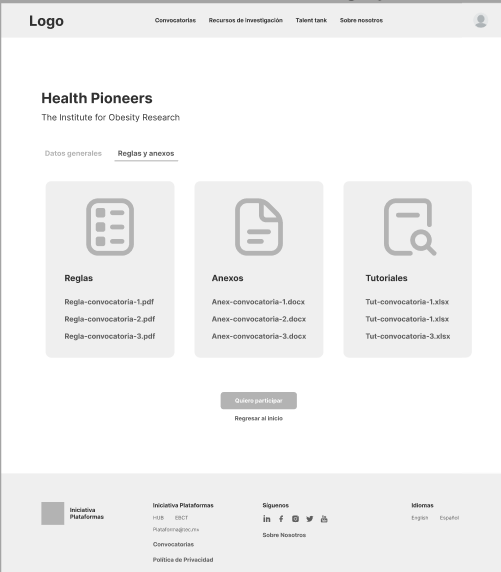 Logo
Convocatorias Recursos de investigación Talent tank Sobre nosotros
Health Pioneers
The Institute for Obesity Research
Datos generales Reglas y anexos
Reglas
Regla-convocatoria-1.pdf
Regla-convocatoria-2.pdf
Regla-convocatoria-3.pdf
Anexos
Anex-convocatoria-1.docx
Anex-convocatoria-2.docx
Anex-convocatoria-3.docx
Tutoriales
Tut-convocatoria-1.xlsx
Tut-convocatoria-1.xlsx
Tut-convocatoria-3.xlsx
Quiero participar
Regresar al inicio
Iniciativa
Plataformas
Iniciativa Plataformas
HUB EBCT
Plataforma@tec.mx
Convocatorias
Política de Privacidad
Síguenos
Sobre Nosotros
Idiomas
English Español